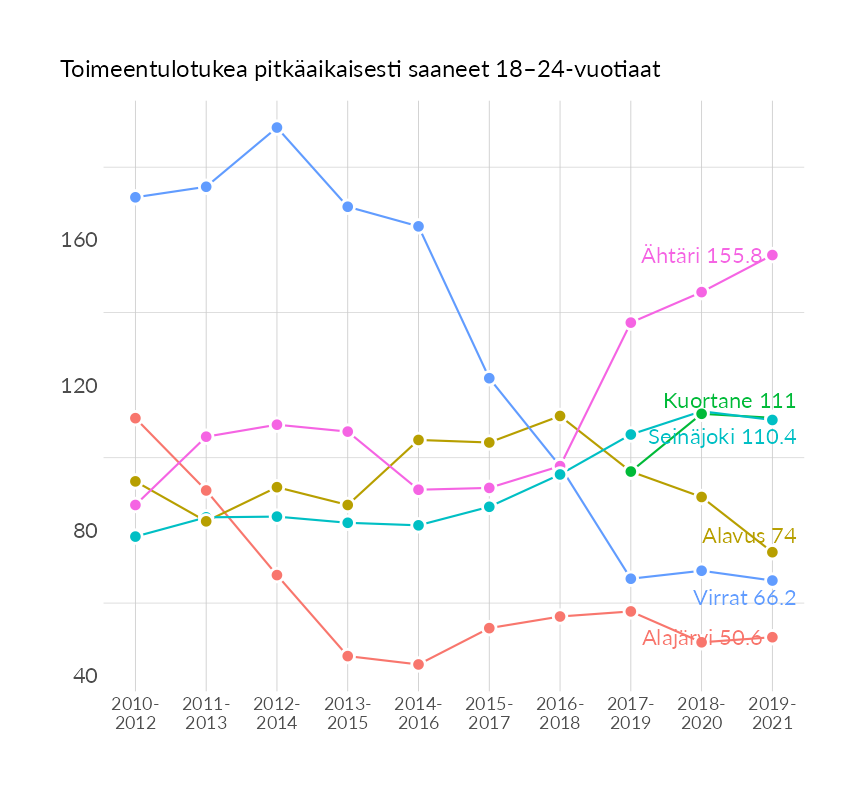 Toimeentulotukea pitkäaikaisesti saaneet 18–24-vuotiaat
160
120
80
40
Ähtäri 155.8
Kuortane 111
Seinäjoki 110.4
Alavus 74
Virrat 66.2
Alajärvi 50.6
2010- 2011- 2012- 2013- 2014- 2015- 2016- 2017- 2018- 2019-
2012 2013 2014 2015 2016 2017 2018 2019 2020 2021